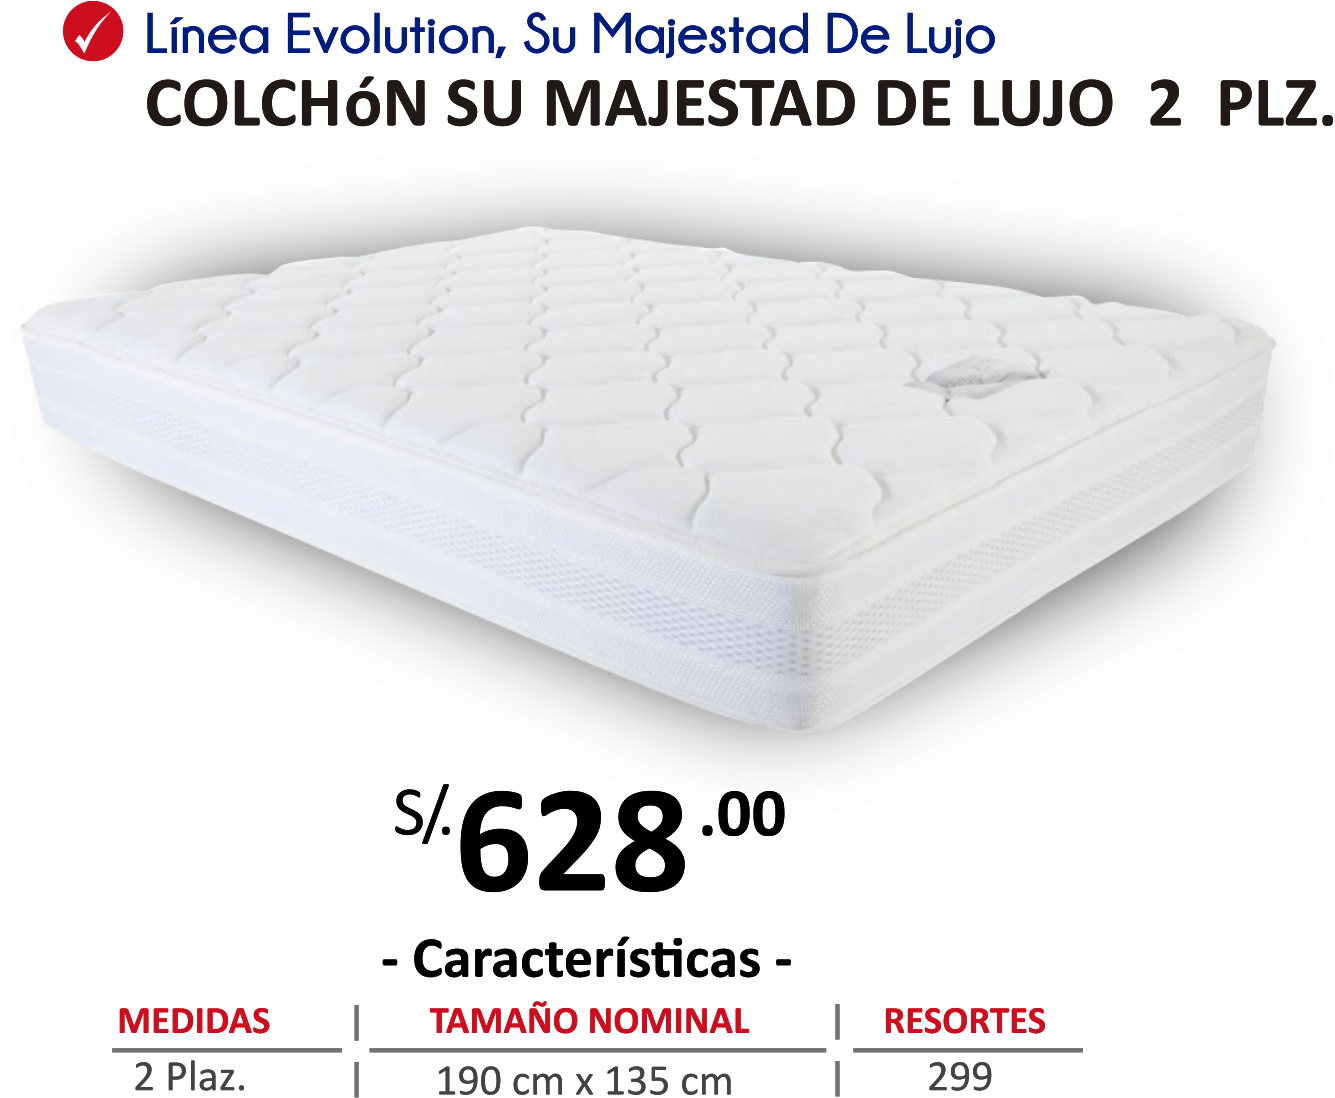 Línea Evolution, Su Majestad De Lujo
COLCHóN SU MAJESTAD DE LUJO 2 PLZ.
S/.628.00
- Características -
MEDIDAS | TAMAÑO NOMINAL | RESORTES
2 Plaz. | 190 cm x 135 cm | 299